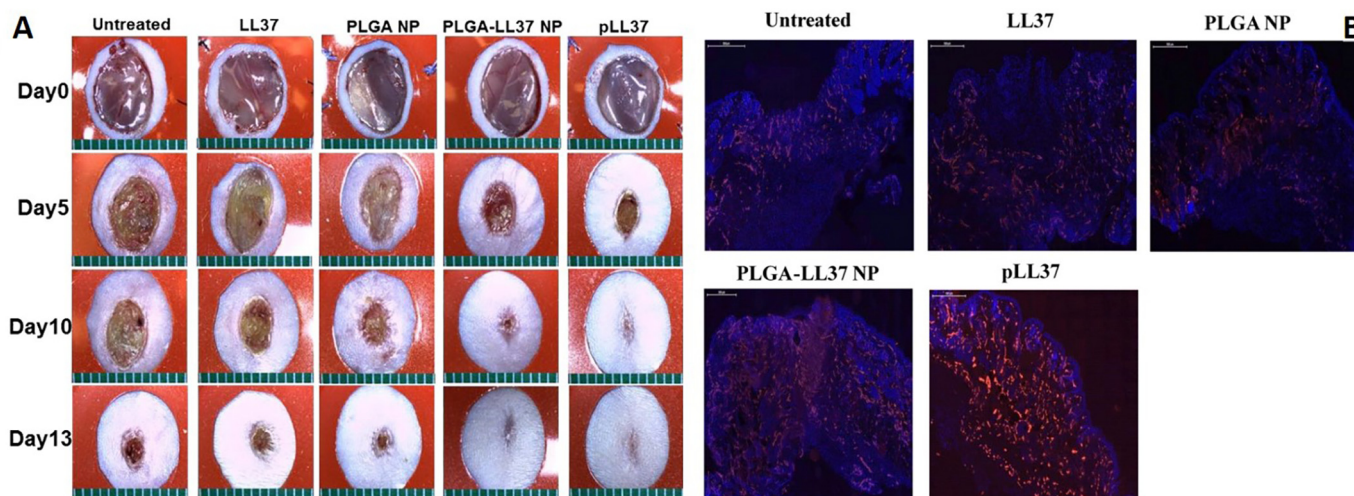 A
Untreated LL37 PLGA NP PLGA-LL37 NP pLL37
Day0
Day5
Day10
Day13
Untreated LL37 PLGA NP
PLGA-LL37 NP pLL37